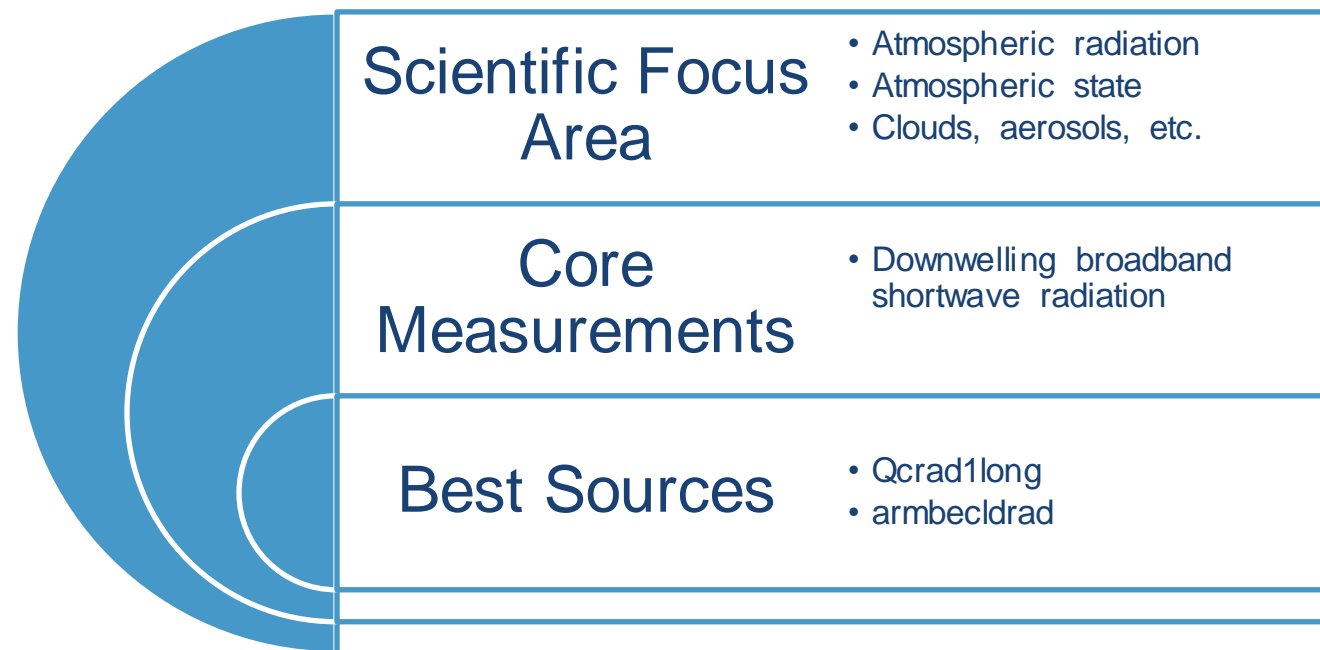 Scientific Focus
Area
• Atmospheric radiation
• Atmospheric state
• Clouds, aerosols, etc.
Core
Measurements
• Downwelling broadband
shortwave radiation
Best Sources
• Qcrad1long
• armbecldrad